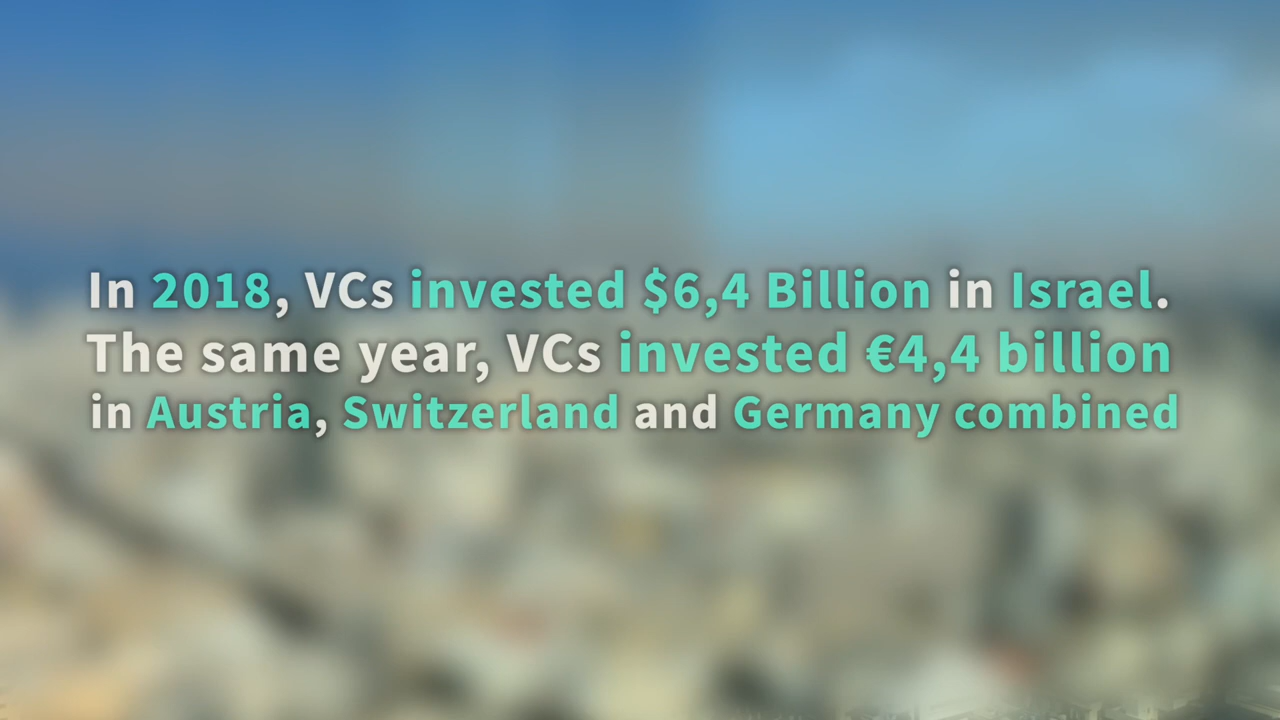 In 2018, VCs invested $6,4 Billion in Israel.
The same year, VCs invested €4,4 billion
in Austria, Switzerland and Germany combined